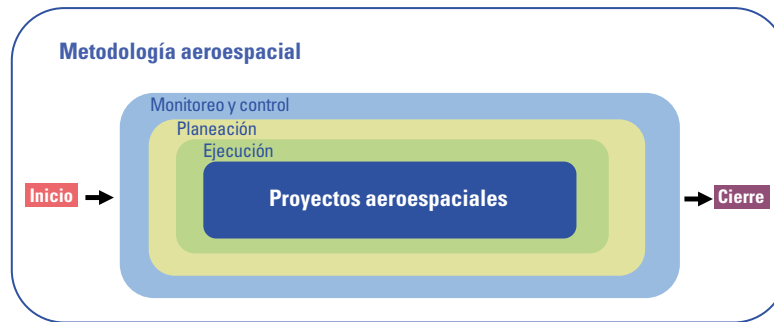 Metodología aeroespacial
Monitoreo y control
Planeación
Ejecución
Inicio
Proyectos aeroespaciales
Cierre